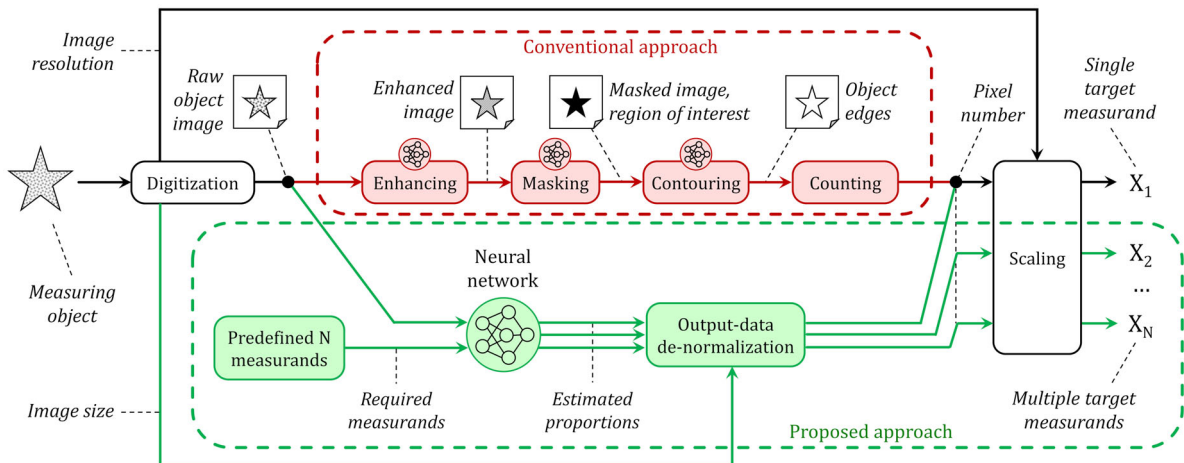 Image
resolution
Conventional approach
Raw
object
image
Enhanced
image
Masked image,
region of interest
Object
edges
Pixel
number
Single
target
measurand
Digitization
Enhancing
Masking
Contouring
Counting
X1
Measuring
object
Neural
network
Scaling
X2
...
XN
Predefined N
measurands
Output-data
de-normalization
Image size
Required
measurands
Estimated
proportions
Multiple target
measurands
Proposed approach